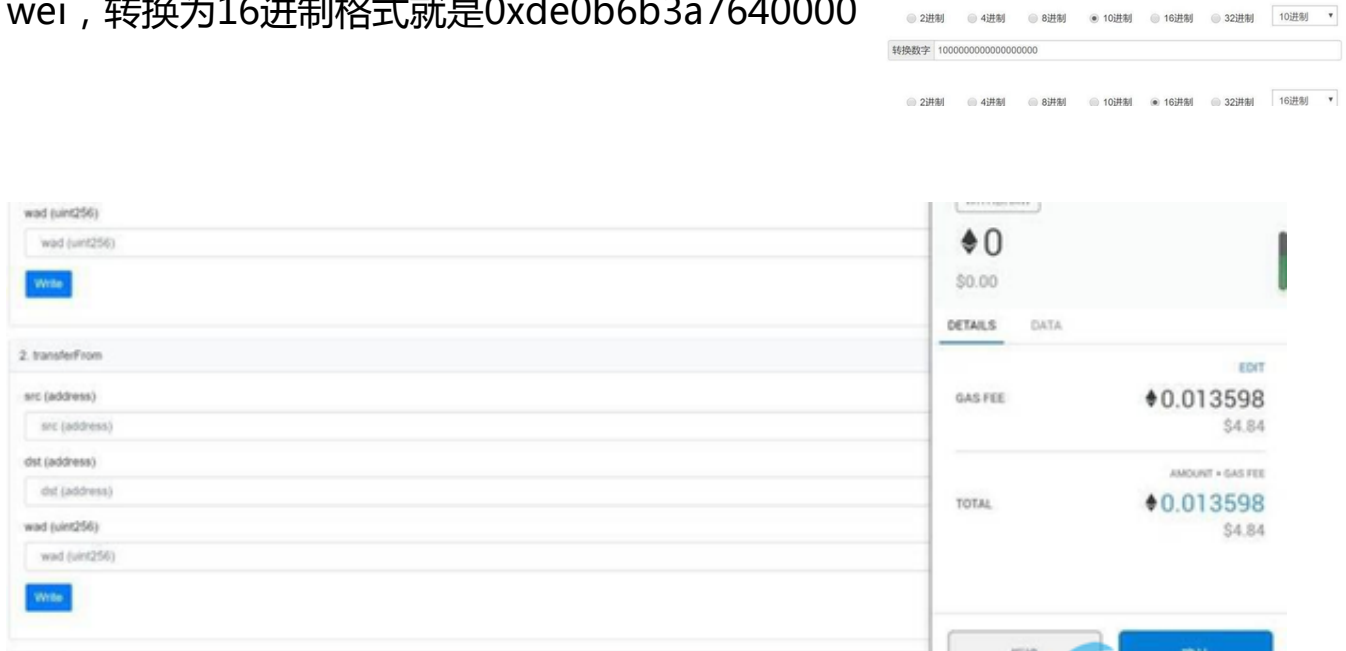 wei，转换为16进制格式就是0xde0b6b3a7640000
2进制 4进制 8进制 10进制 16进制 32进制 10进制
转换数字 1000000000000000000
2进制 4进制 8进制 10进制 16进制 32进制 16进制
wad (uint256)
wad (uint256)
Write
2. transferFrom
src (address)
src (address)
dst (address)
dst (address)
wad (uint256)
wad (uint256)
Write
0
$0.00
DETAILS DATA
EDIT
GAS FEE 0.013598
$4.84
AMOUNT + GAS FEE
TOTAL 0.013598
$4.84